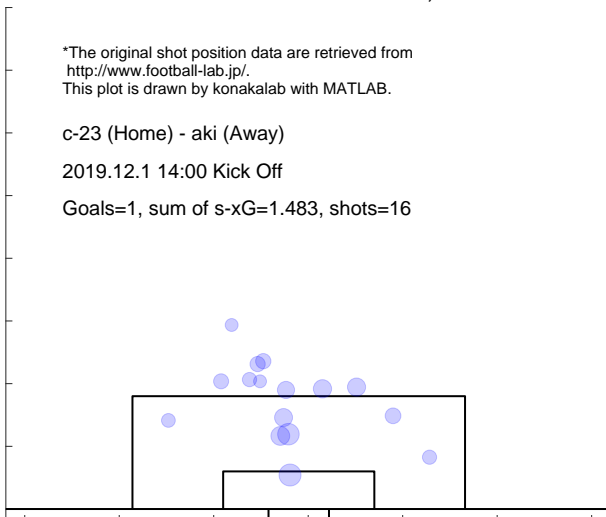 *The original shot position data are retrieved from
http://www.football-lab.jp/.
This plot is drawn by konakalab with MATLAB.
c-23 (Home) - aki (Away)
2019.12.1 14:00 Kick Off
Goals=1, sum of s-xG=1.483, shots=16